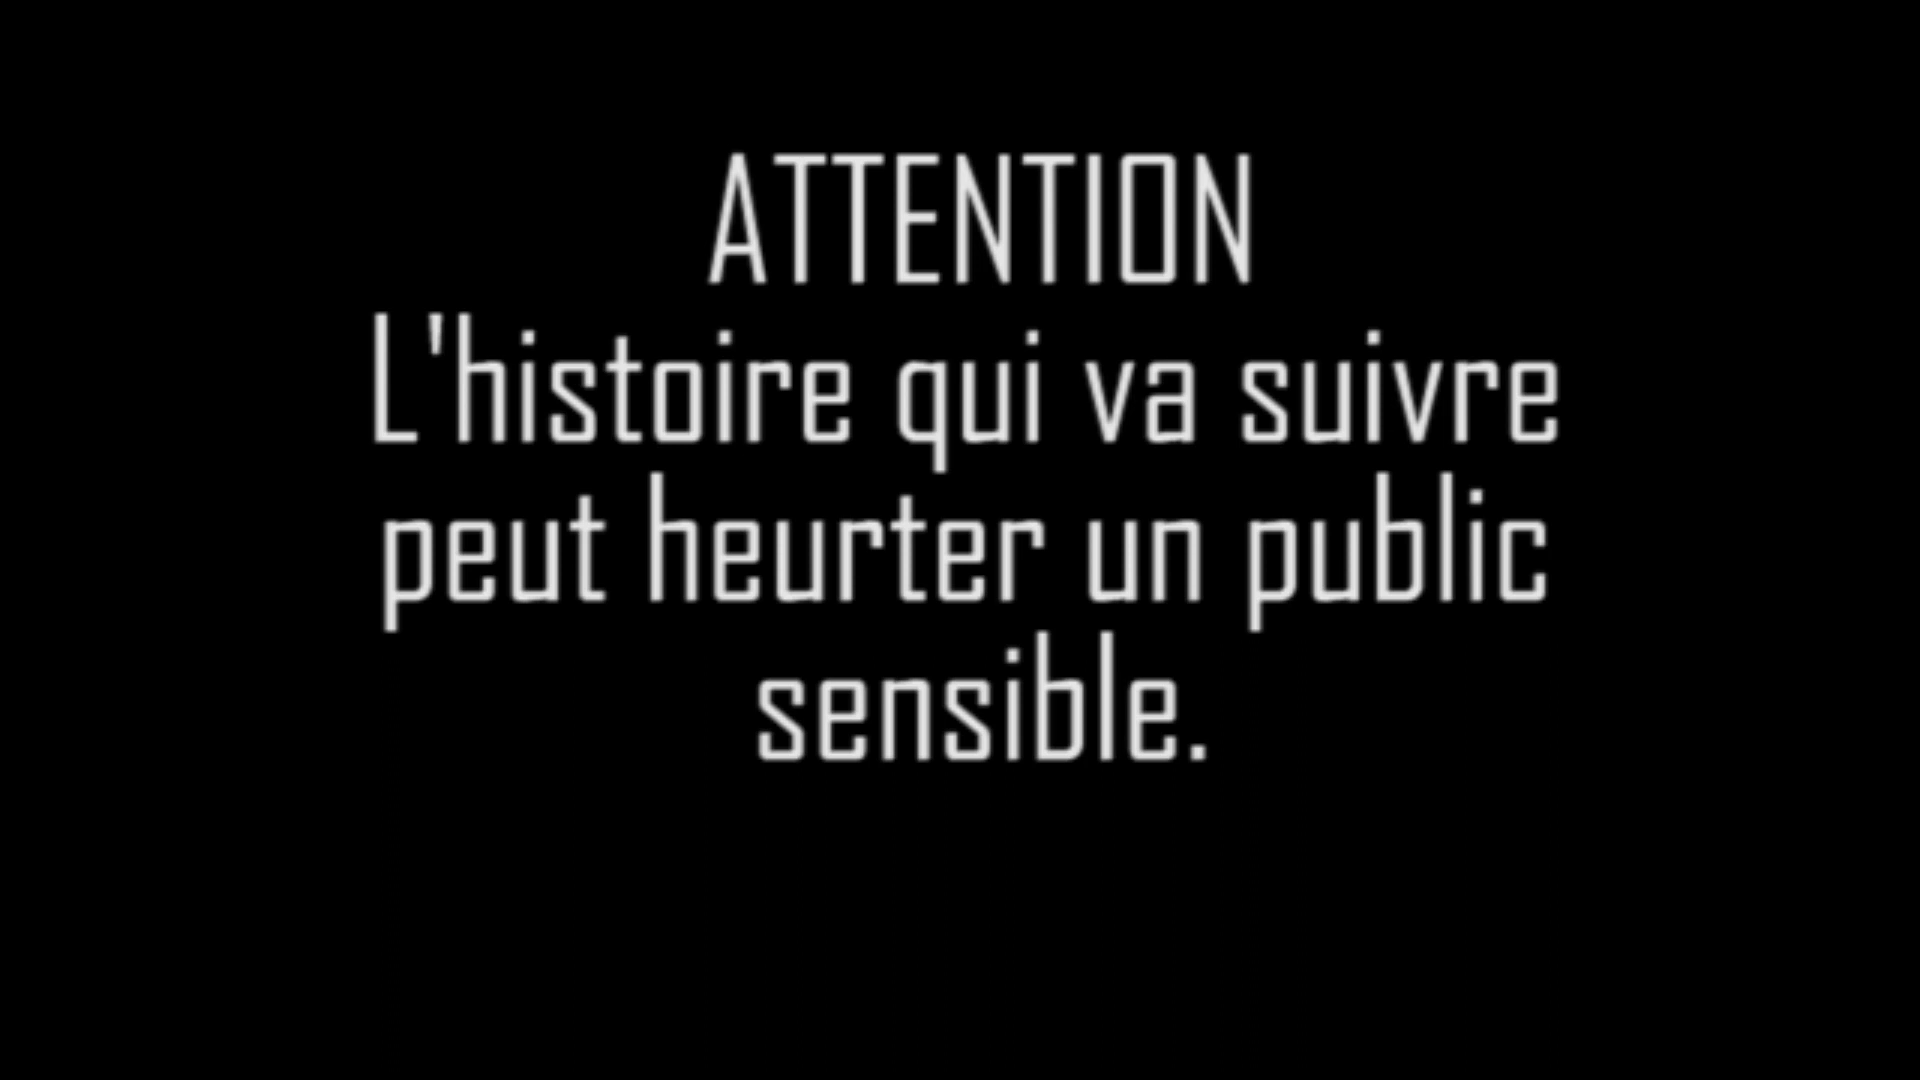 ATTENTION
L'histoire qui va suivre
peut heurter un public
sensible.